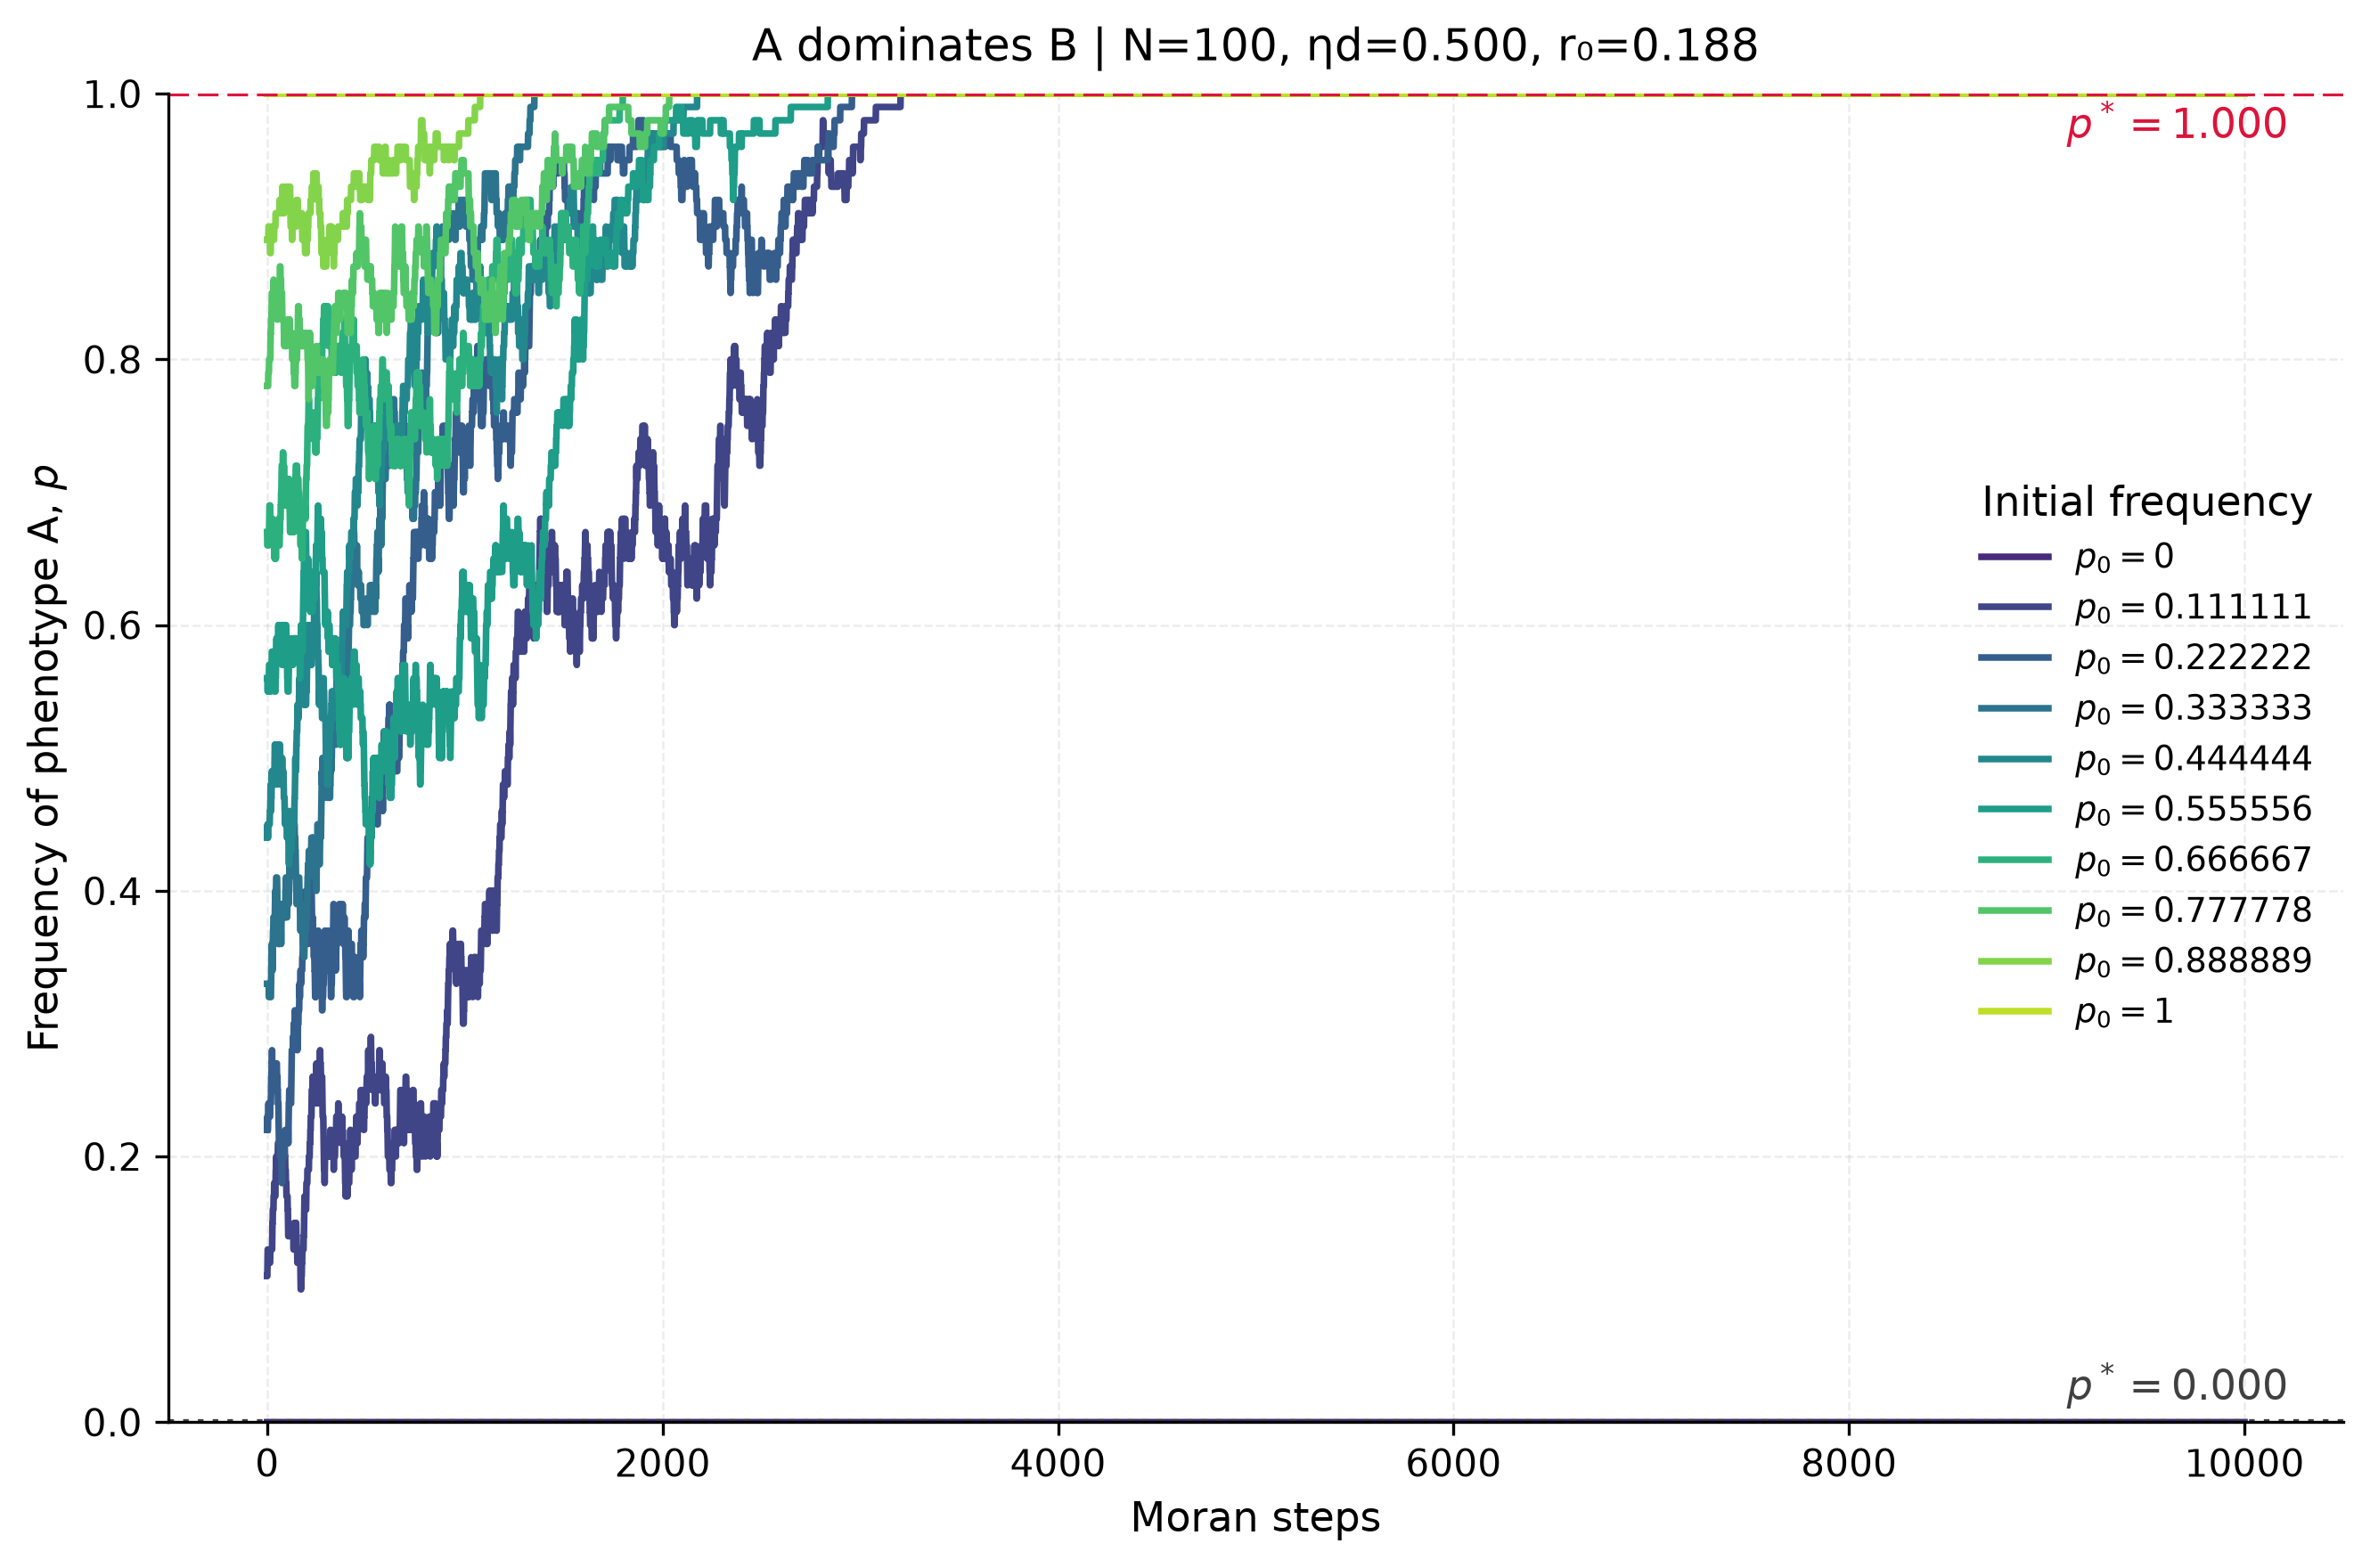 A dominates B | N=100, ηd=0.500, r₀=0.188
1.0
0.8
0.6
0.4
0.2
0.0
Frequency of phenotype A, p
p* = 1.000
Initial frequency
p₀ = 0
p₀ = 0.111111
p₀ = 0.222222
p₀ = 0.333333
p₀ = 0.444444
p₀ = 0.555556
p₀ = 0.666667
p₀ = 0.777778
p₀ = 0.888889
p₀ = 1
p* = 0.000
0 2000 4000 6000 8000 10000
Moran steps